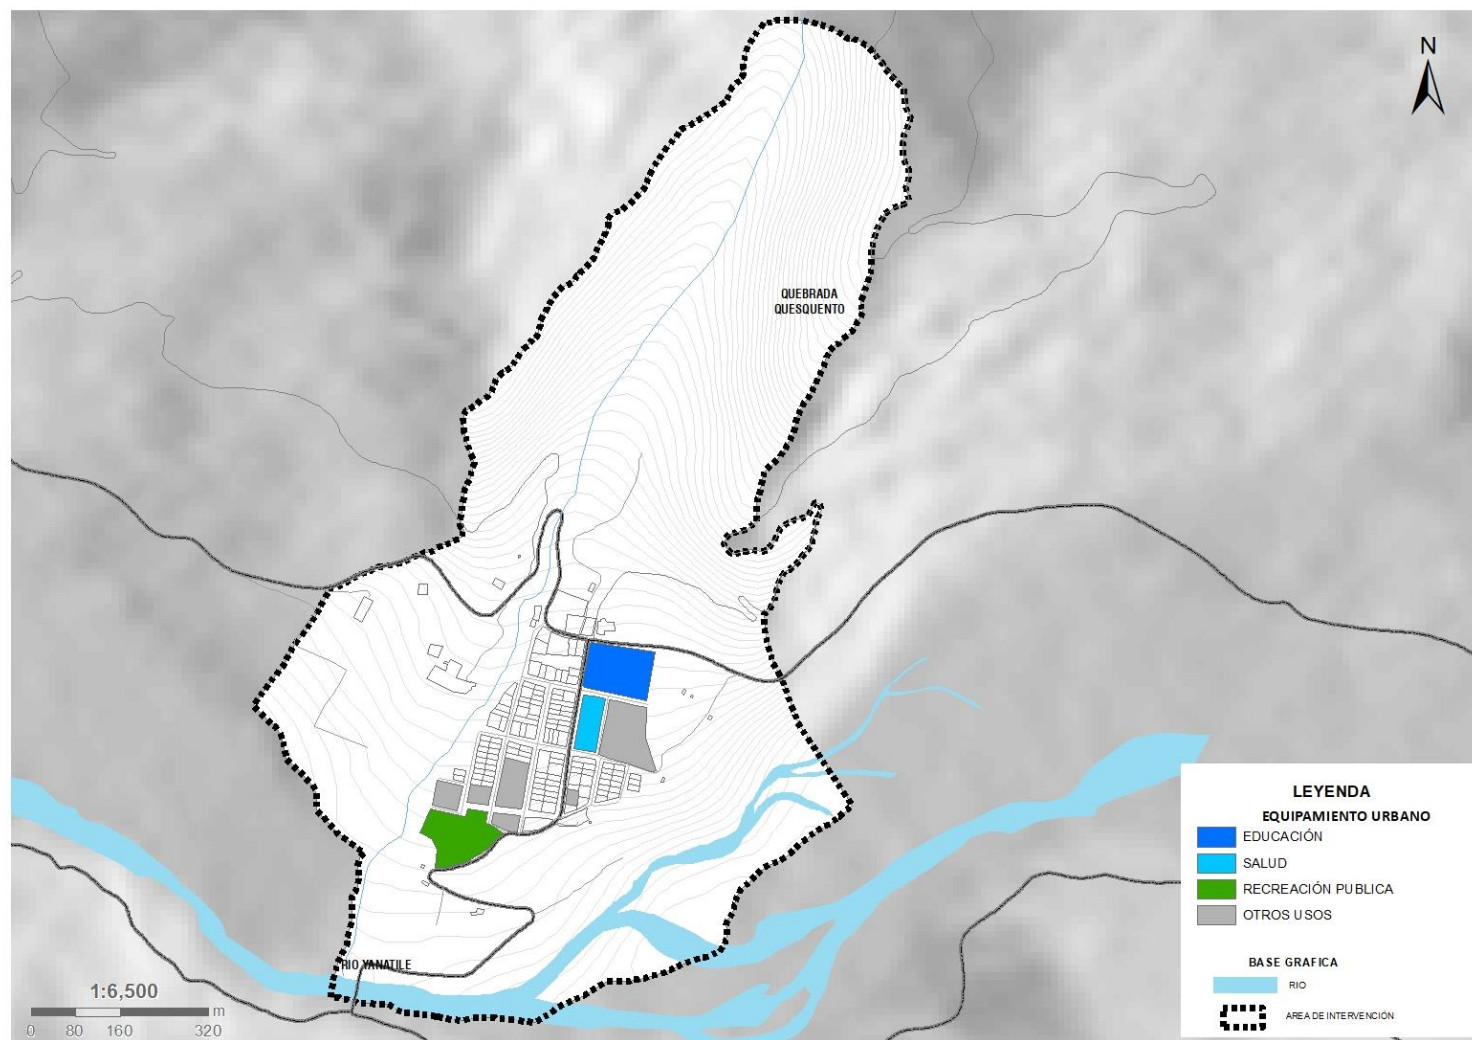 N
QUEBRADA
QUESQUENTO
RIO YANATILE
1:6,500
m
0 80 160 320
LEYENDA
EQUIPAMIENTO URBANO
EDUCACIÓN
SALUD
RECREACIÓN PUBLICA
OTROS USOS
BASE GRAFICA
RIO
AREA DE INTERVENCIÓN